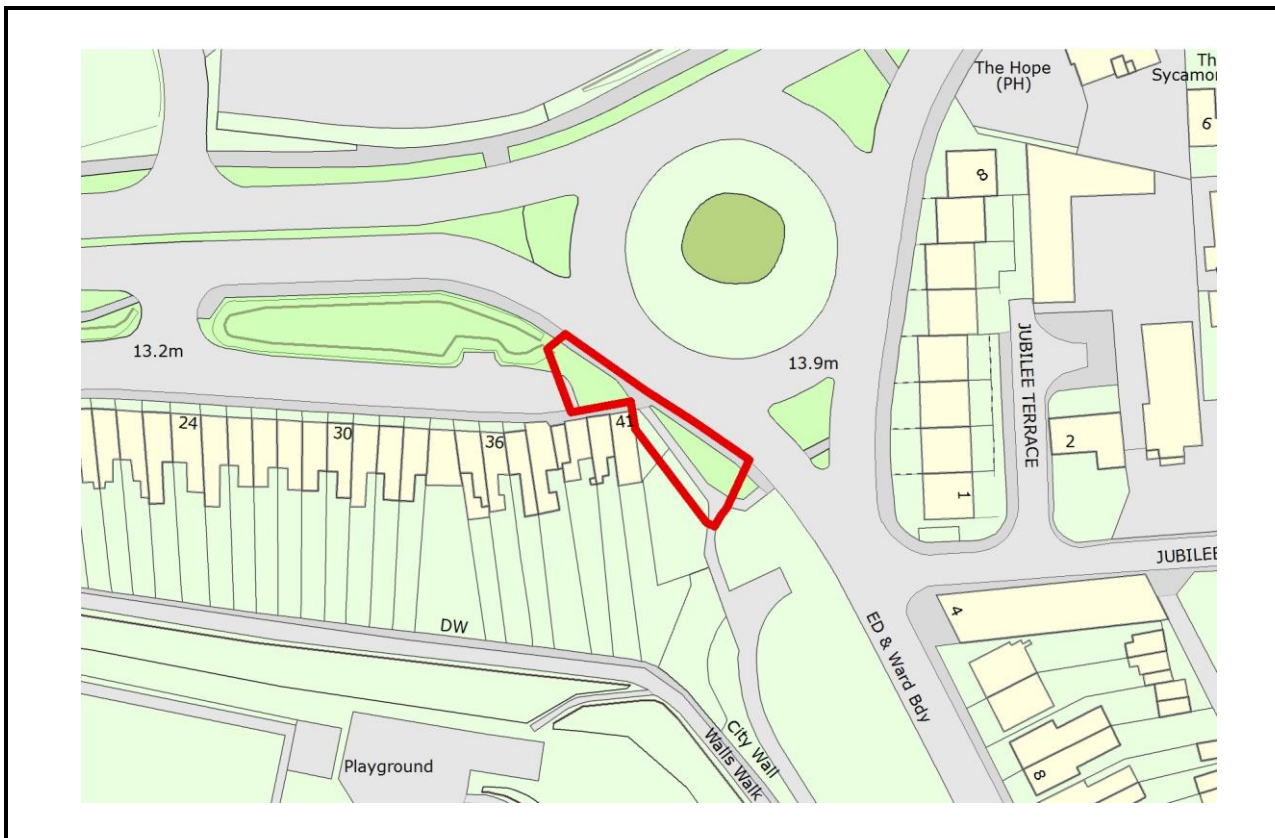 The Hope
(PH)
Th
Sycamor
6
8
13.2m
13.9m
JUBILEE TERRACE
24
30
36
41
2
1
JUBILEE
4
ED & Ward Bdy
DW
City Wall
Walls Walk
Playground
8